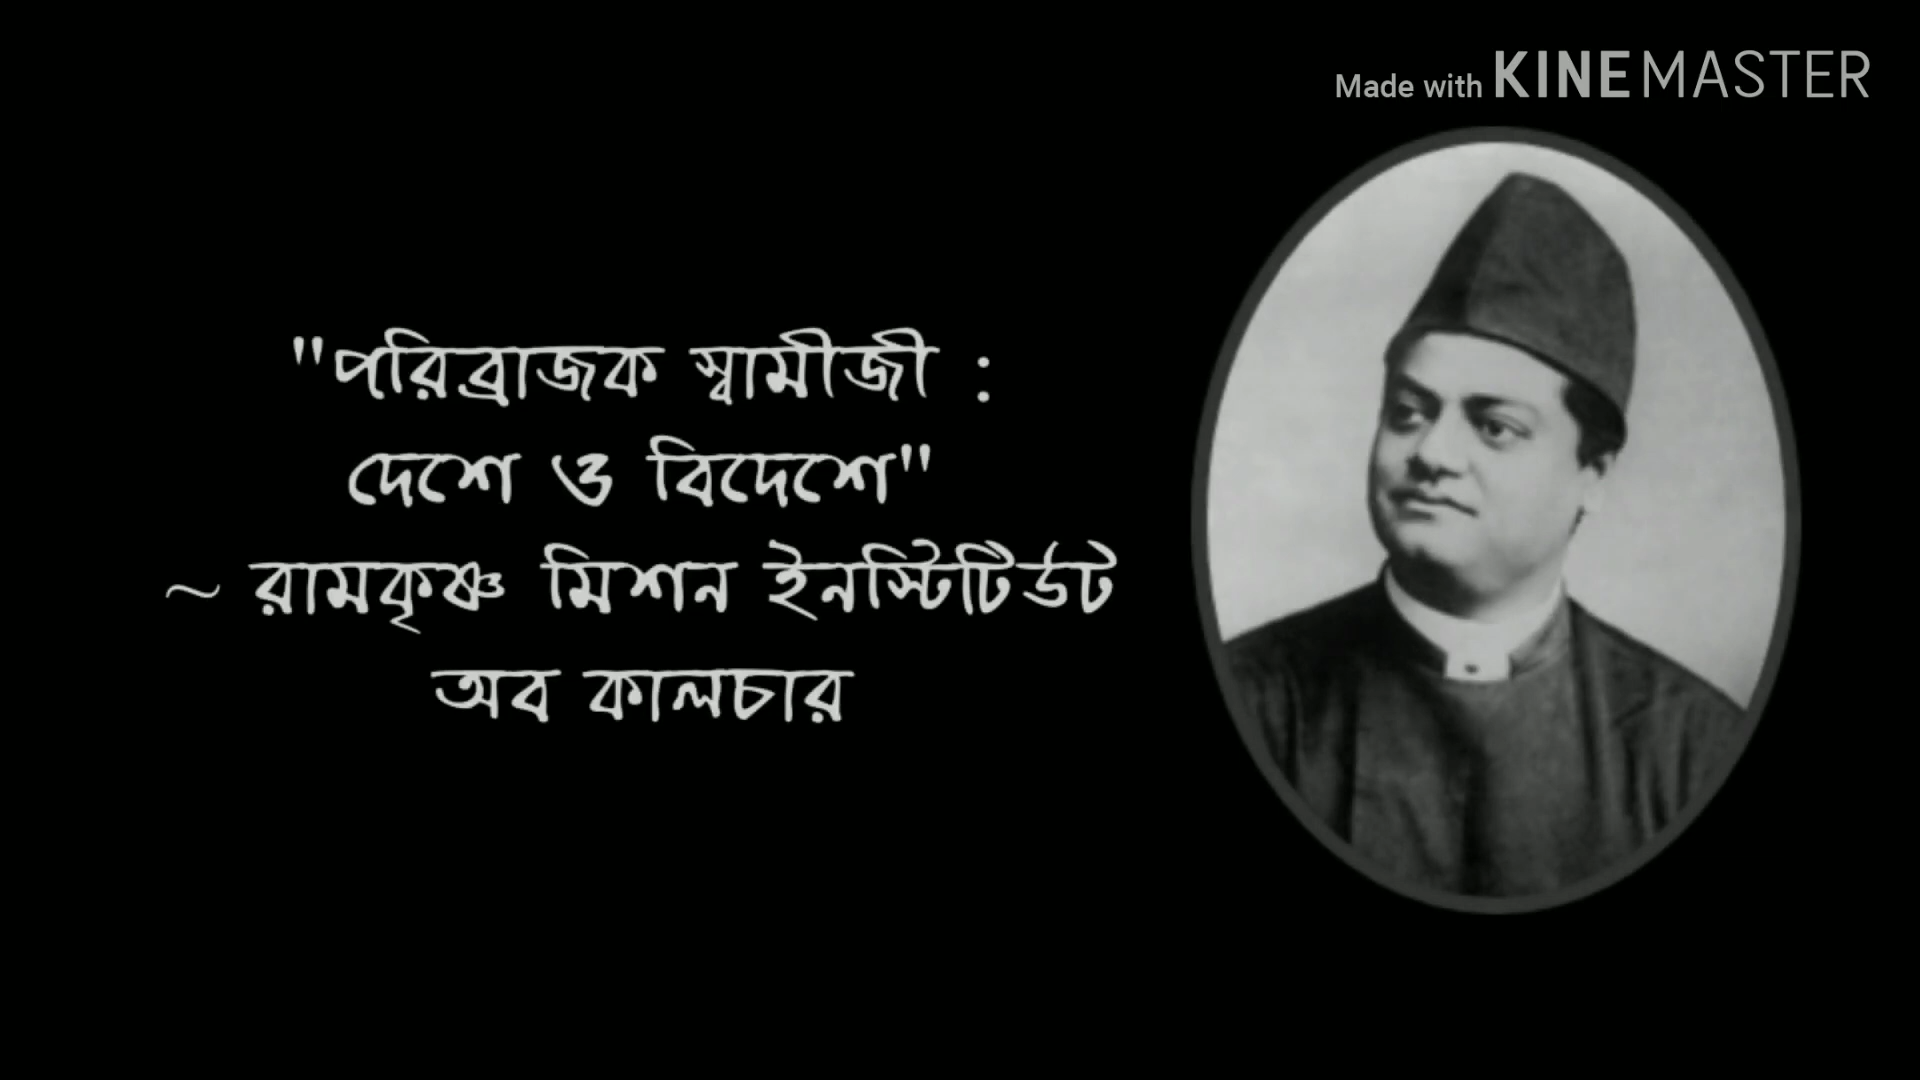 Made with KINEMASTER
"পরিব্রাজক স্বামীজী :
দেশে ও বিদেশে"
~ রামকৃষ্ণ মিশন ইনস্টিটিউট
অব কালচার